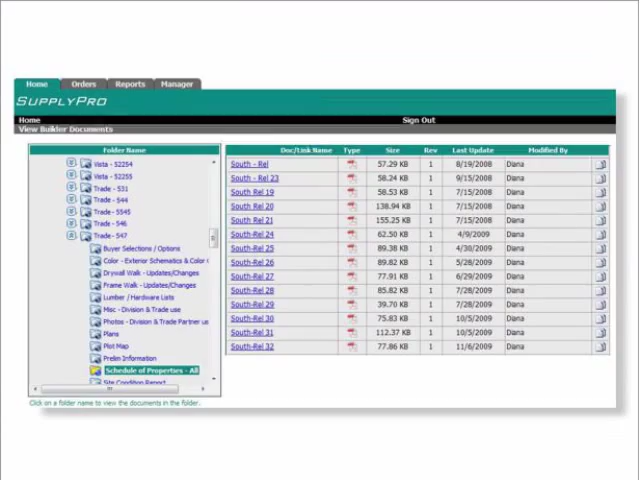 Home Orders Reports Manager
SupplyPro
Home Sign Out
View Builder Documents
Folder Name
Vista - 52254
Vista - 52255
Trade - 531
Trade - 544
Trade - 5545
Trade - 546
Trade - 547
Buyer Selections / Options
Color - Exterior Schematics & Color
Drywall Walk - Updates/Changes
Frame Walk - Updates/Changes
Lumber / Hardware Lists
Misc - Division & Trade use
Photos - Division & Trade Partner us
Plans
Plot Map
Prelim Information
Schedule of Properties - All
Site Condition Report
Click on a folder name to view the documents in the folder.
Doc/Link Name Type Size Rev Last Update Modified By
South - Rel 57.29 KB 1 8/19/2008 Diana
South - Rel 23 58.24 KB 1 9/15/2008 Diana
South Rel 19 58.53 KB 1 7/15/2008 Diana
South Rel 20 138.94 KB 1 7/15/2008 Diana
South Rel 21 155.25 KB 1 7/15/2008 Diana
South-Rel 24 62.50 KB 1 4/9/2009 Diana
South-Rel 25 89.38 KB 1 4/30/2009 Diana
South-Rel 26 89.82 KB 1 5/28/2009 Diana
South-Rel 27 77.91 KB 1 6/29/2009 Diana
South-Rel 28 85.82 KB 1 7/28/2009 Diana
South-Rel 29 39.70 KB 1 7/28/2009 Diana
South-Rel 30 75.83 KB 1 10/5/2009 Diana
South-Rel 31 112.37 KB 1 10/5/2009 Diana
South-Rel 32 77.86 KB 1 11/6/2009 Diana